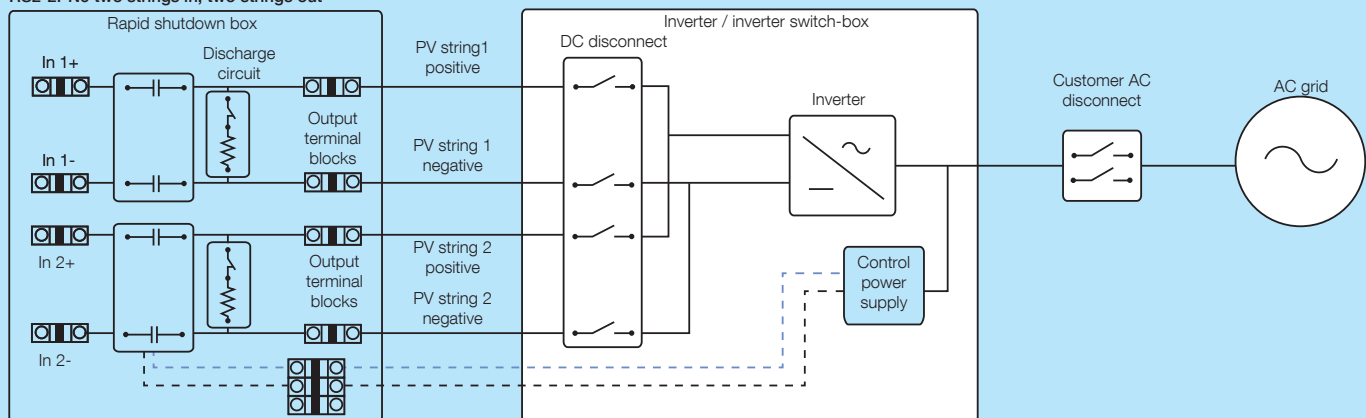 Rapid shutdown box
In 1+
Discharge
circuit
In 1-
Output
terminal
blocks
In 2+
Output
terminal
blocks
In 2-
PV string1
positive
PV string 1
negative
PV string 2
positive
PV string 2
negative
Inverter / inverter switch-box
DC disconnect
Inverter
Control
power
supply
Customer AC
disconnect
AC grid